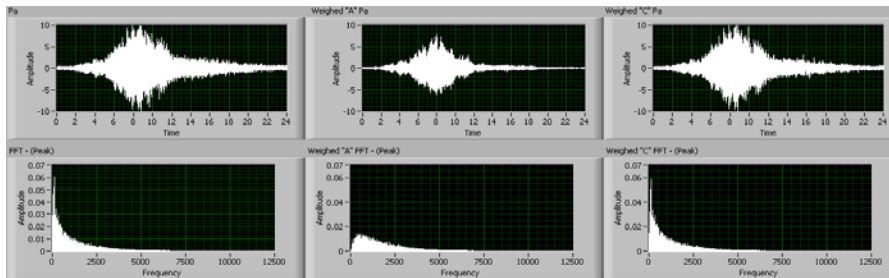 Pa
Amplitude
10
5
0
-5
-10
0 2 4 6 8 10 12 14 16 18 20 22 24
Time
Weighed "A" Pa
Amplitude
10
5
0
-5
-10
0 2 4 6 8 10 12 14 16 18 20 22 24
Time
Weighed "C" Pa
Amplitude
10
5
0
-5
-10
0 2 4 6 8 10 12 14 16 18 20 22 24
Time
FFT - (Peak)
Amplitude
0.07
0.06
0.05
0.04
0.03
0.02
0.01
0
0 2500 5000 7500 10000 12500
Frequency
Weighed "A" FFT - (Peak)
Amplitude
0.07
0.06
0.04
0.02
0
0 2500 5000 7500 10000 12500
Frequency
Weighed "C" FFT - (Peak)
Amplitude
0.07
0.06
0.04
0.02
0
0 2500 5000 7500 10000 12500
Frequency